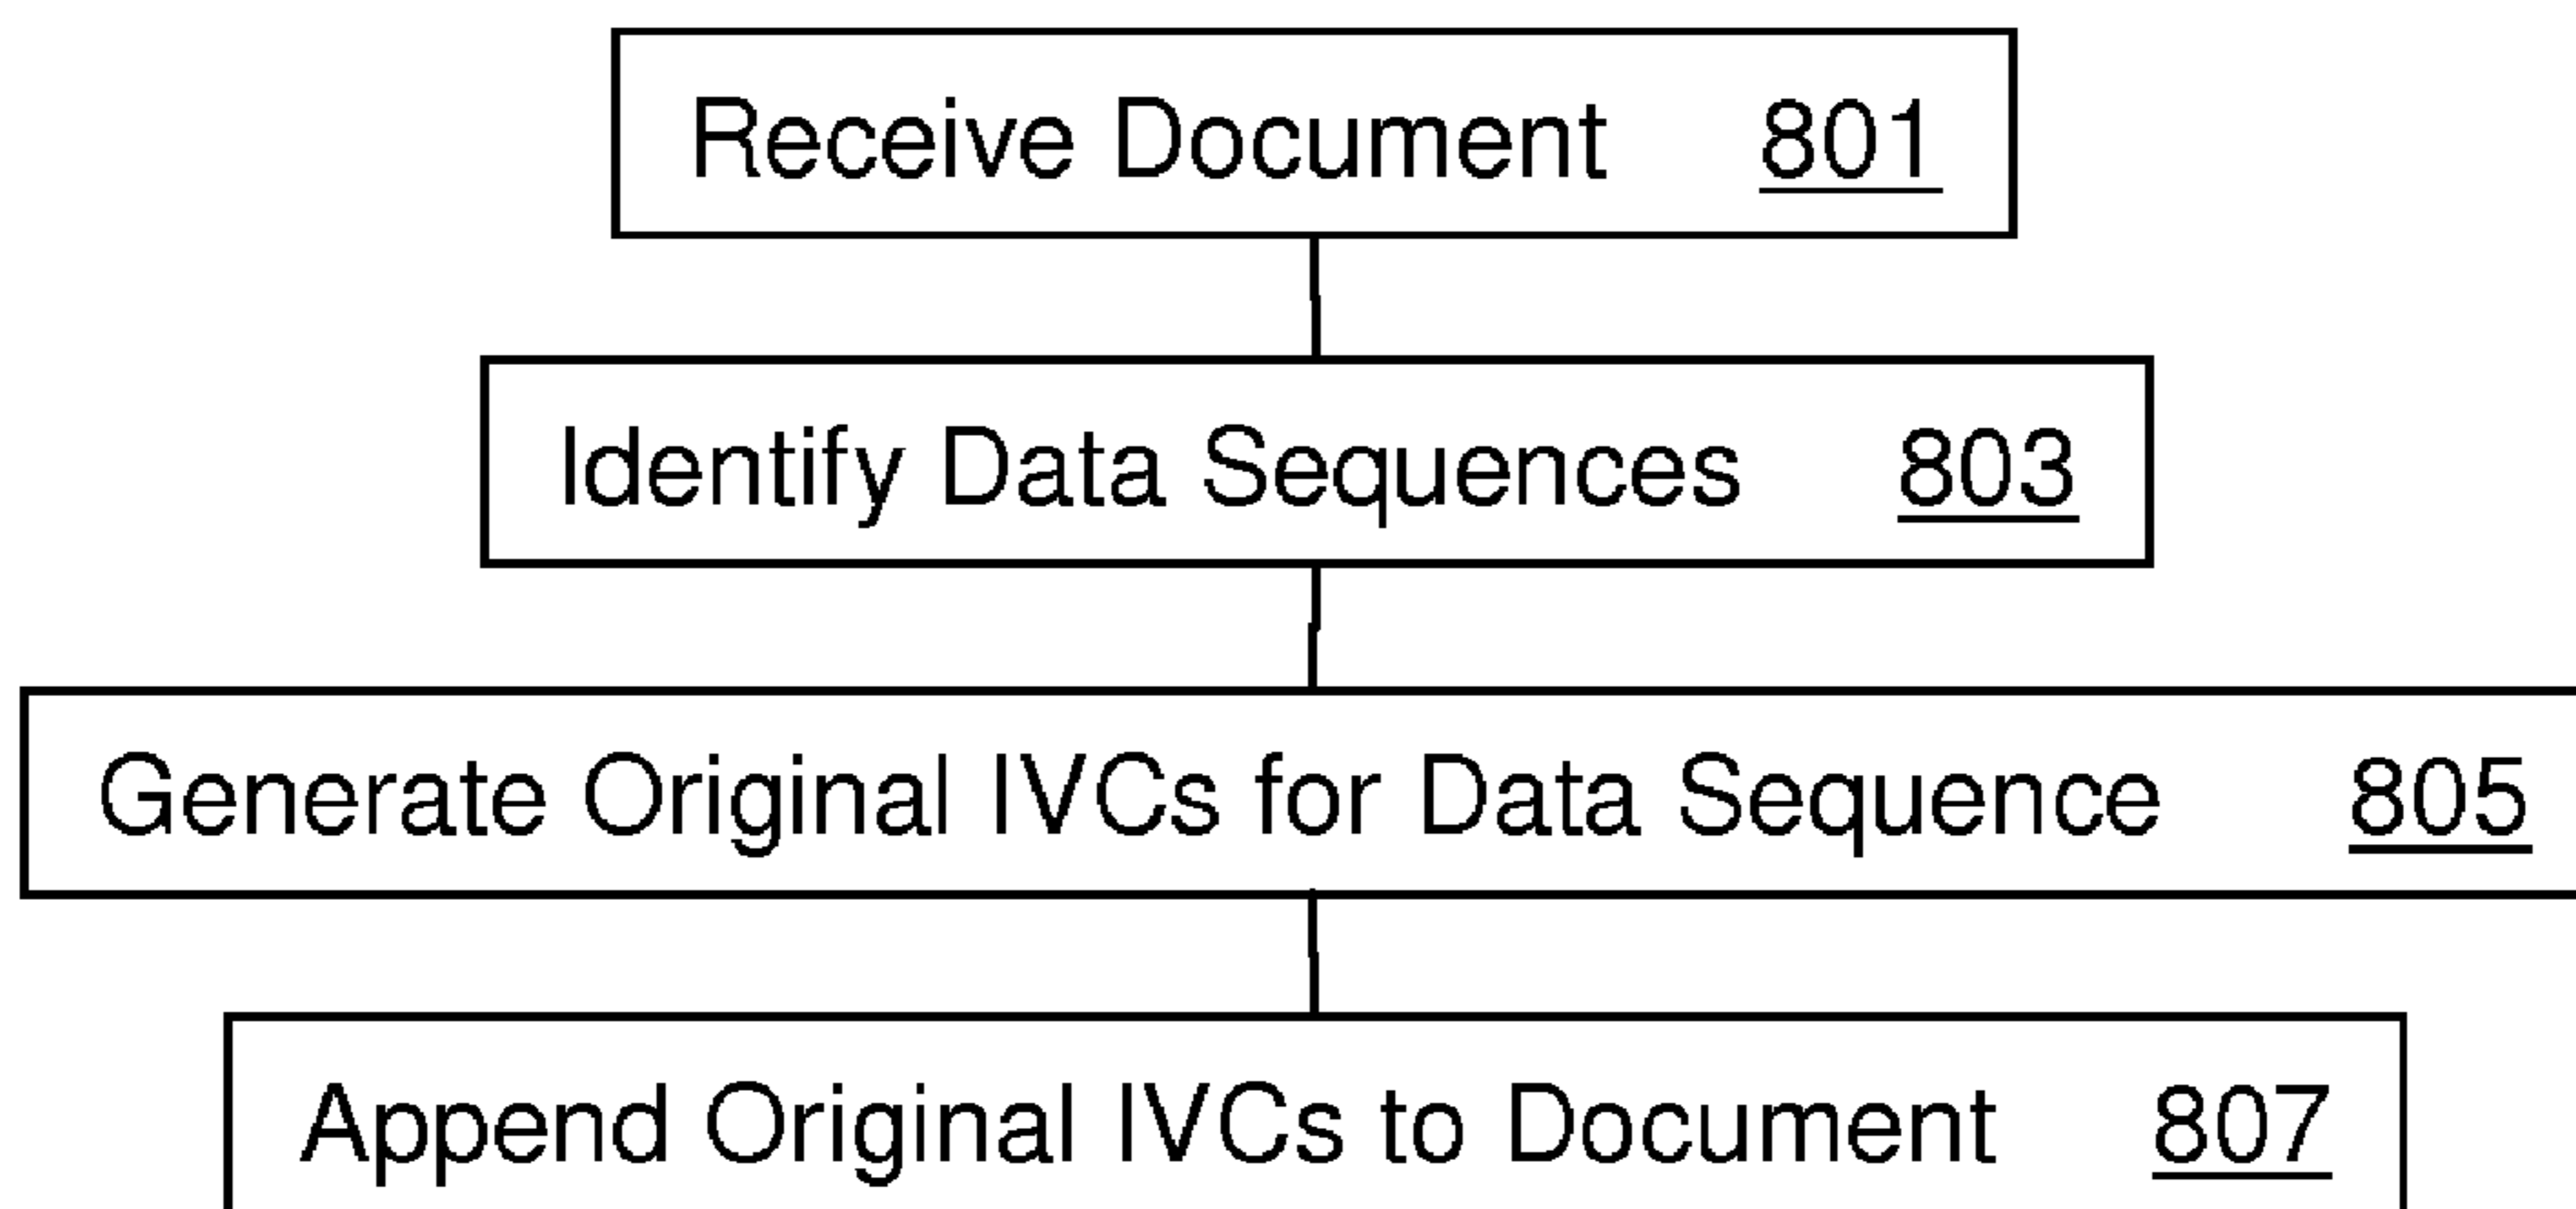 Receive Document 801
Identify Data Sequences 803
Generate Original IVCs for Data Sequence 805
Append Original IVCs to Document 807